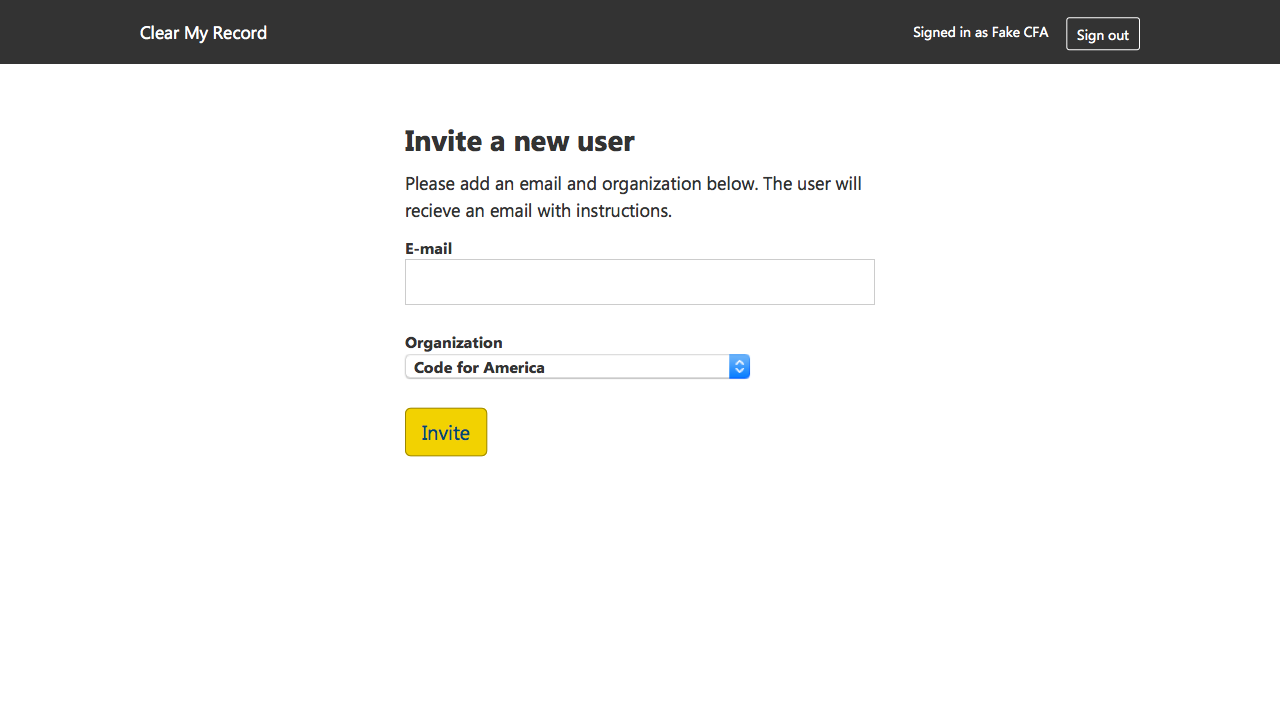 Clear My Record
Signed in as Fake CFA
Sign out
Invite a new user
Please add an email and organization below. The user will
recieve an email with instructions.
E-mail
Organization
Code for America
Invite